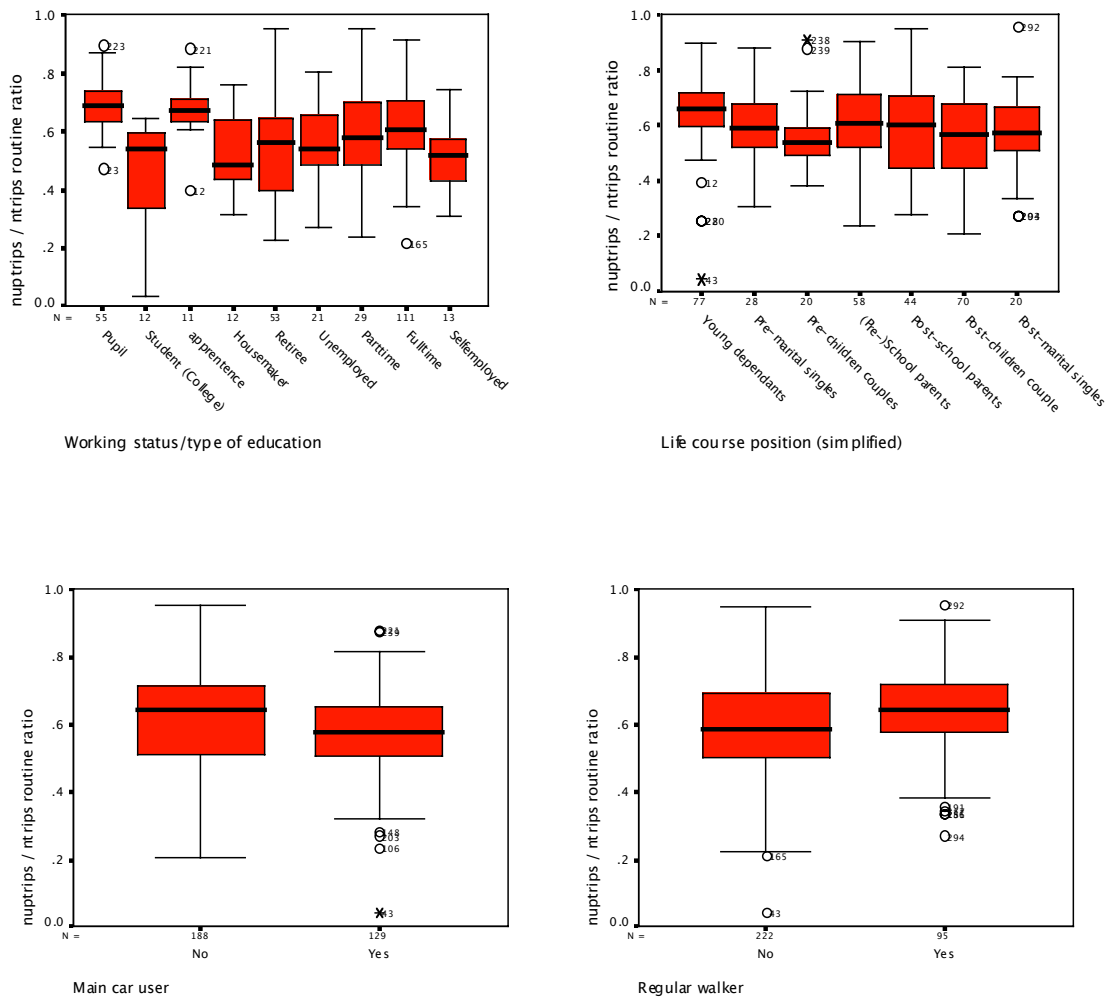 nuptrips / ntrips routine ratio
1.0
.8
.6
.4
.2
0.0
223
23
221
12
165
N =
55 12 11 12 53 21 29 111 13
Pupil
Student (College)
apprentence
Housemaker
Retiree
Unemployed
Parttime
Fulltime
Selfemployed
Working status/type of education
nuptrips / ntrips routine ratio
1.0
.8
.6
.4
.2
0.0
12
43
238
239
292
N =
77 28 20 58 44 70 20
Young dependants
Pre-marital singles
Pre-children couples
(Pre-)School parents
Post-school parents
Post-children couple
Post-marital singles
Life course position (simplified)
nuptrips / ntrips routine ratio
1.0
.8
.6
.4
.2
0.0
148
203
106
43
N =
188 129
No Yes
Main car user
nuptrips / ntrips routine ratio
1.0
.8
.6
.4
.2
0.0
165
43
292
294
N =
222 95
No Yes
Regular walker